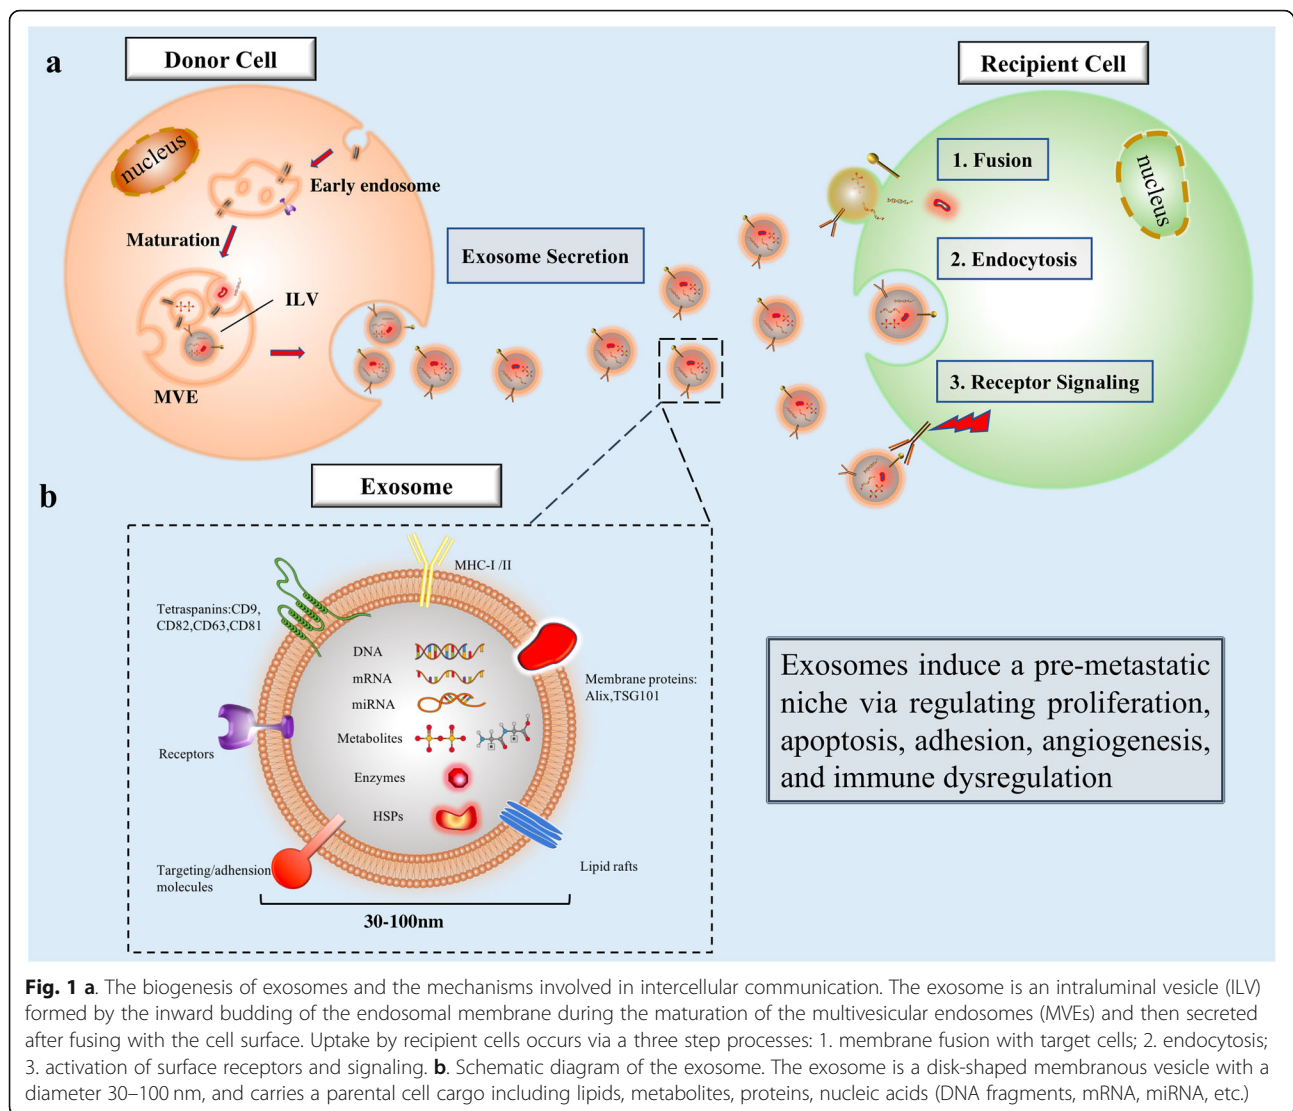 a
Donor Cell
Recipient Cell
nucleus
Early endosome
Maturation
ILV
MVE
Exosome Secretion
1. Fusion
nucleus
2. Endocytosis
3. Receptor Signaling
b
Exosome
MHC-I /II
Tetraspanins:CD9,
CD82,CD63,CD81
DNA
mRNA
miRNA
Metabolites
Enzymes
HSPs
Membrane proteins:
Alix,TSG101
Receptors
Targeting/adhension
molecules
Lipid rafts
30-100nm
Exosomes induce a pre-metastatic
niche via regulating proliferation,
apoptosis, adhesion, angiogenesis,
and immune dysregulation
Fig. 1 a. The biogenesis of exosomes and the mechanisms involved in intercellular communication. The exosome is an intraluminal vesicle (ILV)
formed by the inward budding of the endosomal membrane during the maturation of the multivesicular endosomes (MVEs) and then secreted
after fusing with the cell surface. Uptake by recipient cells occurs via a three step processes: 1. membrane fusion with target cells; 2. endocytosis;
3. activation of surface receptors and signaling. b. Schematic diagram of the exosome. The exosome is a disk-shaped membranous vesicle with a
diameter 30–100 nm, and carries a parental cell cargo including lipids, metabolites, proteins, nucleic acids (DNA fragments, mRNA, miRNA, etc.)